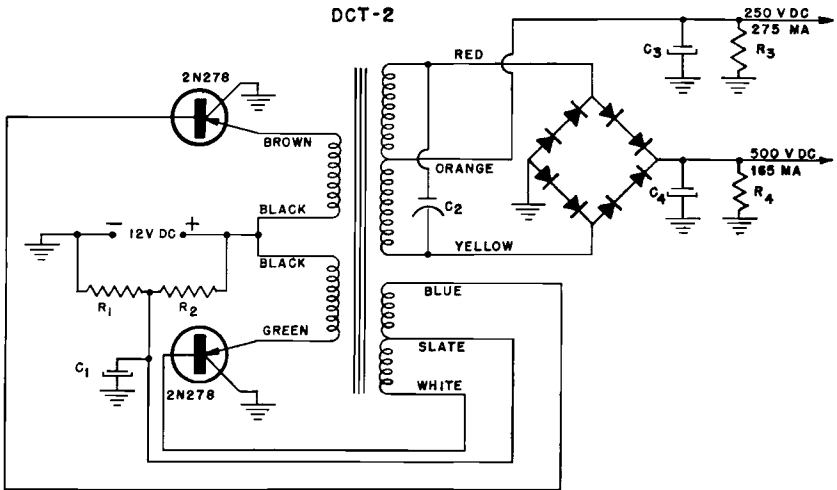 DCT-2
250 V DC
275 MA
C3
R3
RED
2N278
BROWN
ORANGE
500 V DC
165 MA
C4
R4
C2
BLACK
− 12V DC +
YELLOW
BLACK
BLUE
R1
R2
GREEN
SLATE
C1
WHITE
2N278